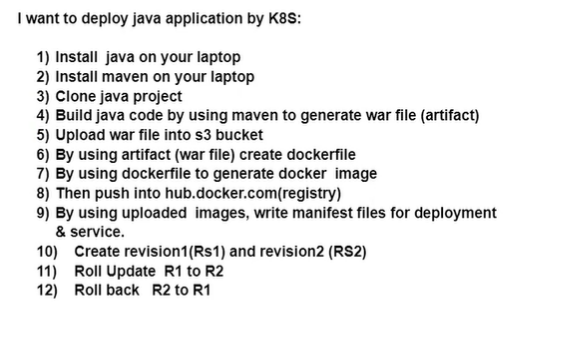 I want to deploy java application by K8S:
1) Install java on your laptop
2) Install maven on your laptop
3) Clone java project
4) Build java code by using maven to generate war file (artifact)
5) Upload war file into s3 bucket
6) By using artifact (war file) create dockerfile
7) By using dockerfile to generate docker image
8) Then push into hub.docker.com(registry)
9) By using uploaded images, write manifest files for deployment
& service.
10) Create revision1(Rs1) and revision2 (RS2)
11) Roll Update R1 to R2
12) Roll back R2 to R1